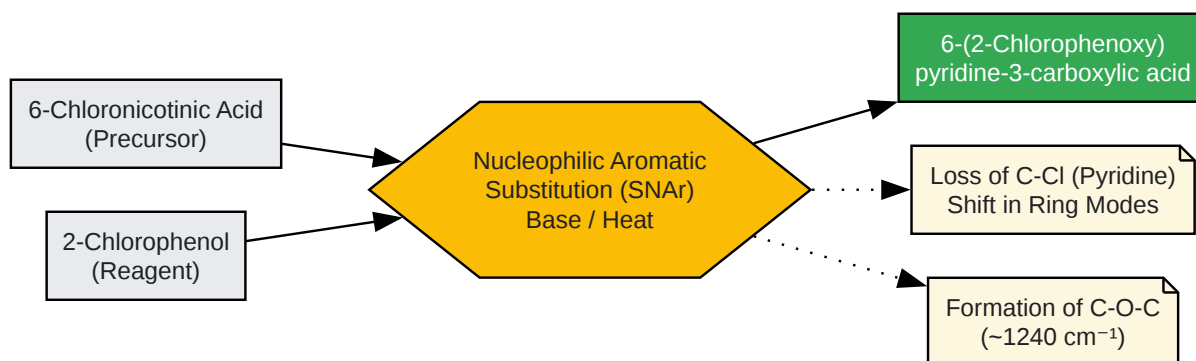 6-Chloronicotinic Acid
(Precursor)
2-Chlorophenol
(Reagent)
Nucleophilic Aromatic
Substitution (SNAr)
Base / Heat
6-(2-Chlorophenoxy)
pyridine-3-carboxylic acid
Loss of C-Cl (Pyridine)
Shift in Ring Modes
Formation of C-O-C
(~1240 cm⁻¹)